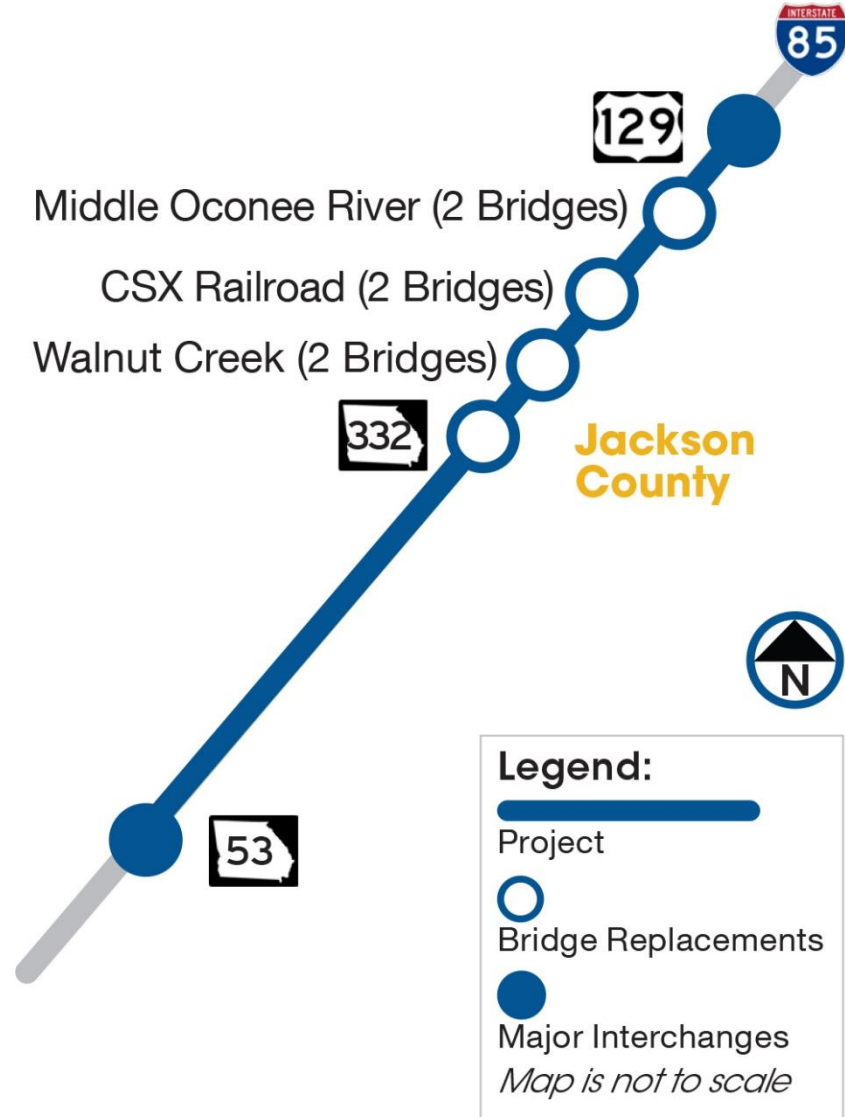 INTERSTATE
85
129
Middle Oconee River (2 Bridges)
CSX Railroad (2 Bridges)
Walnut Creek (2 Bridges)
332
Jackson
County
N
53
Legend:
Project
Bridge Replacements
Major Interchanges
Map is not to scale